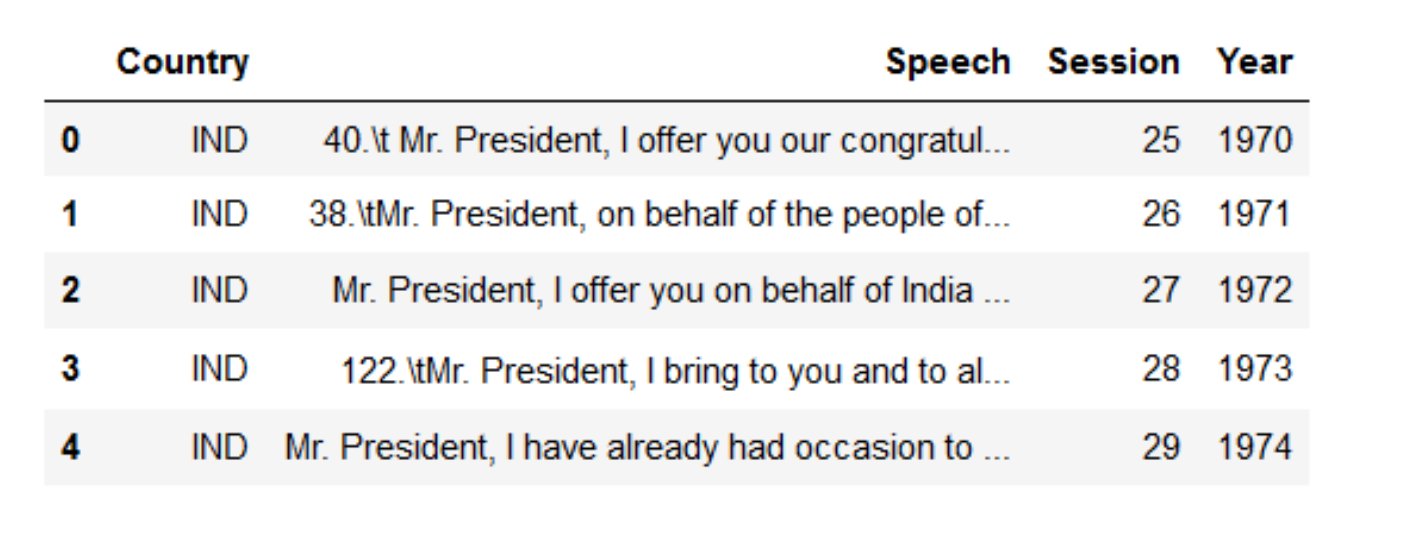 Country Speech Session Year
0 IND 40.\t Mr. President, I offer you our congratul... 25 1970
1 IND 38.\tMr. President, on behalf of the people of... 26 1971
2 IND Mr. President, I offer you on behalf of India ... 27 1972
3 IND 122.\tMr. President, I bring to you and to al... 28 1973
4 IND Mr. President, I have already had occasion to ... 29 1974